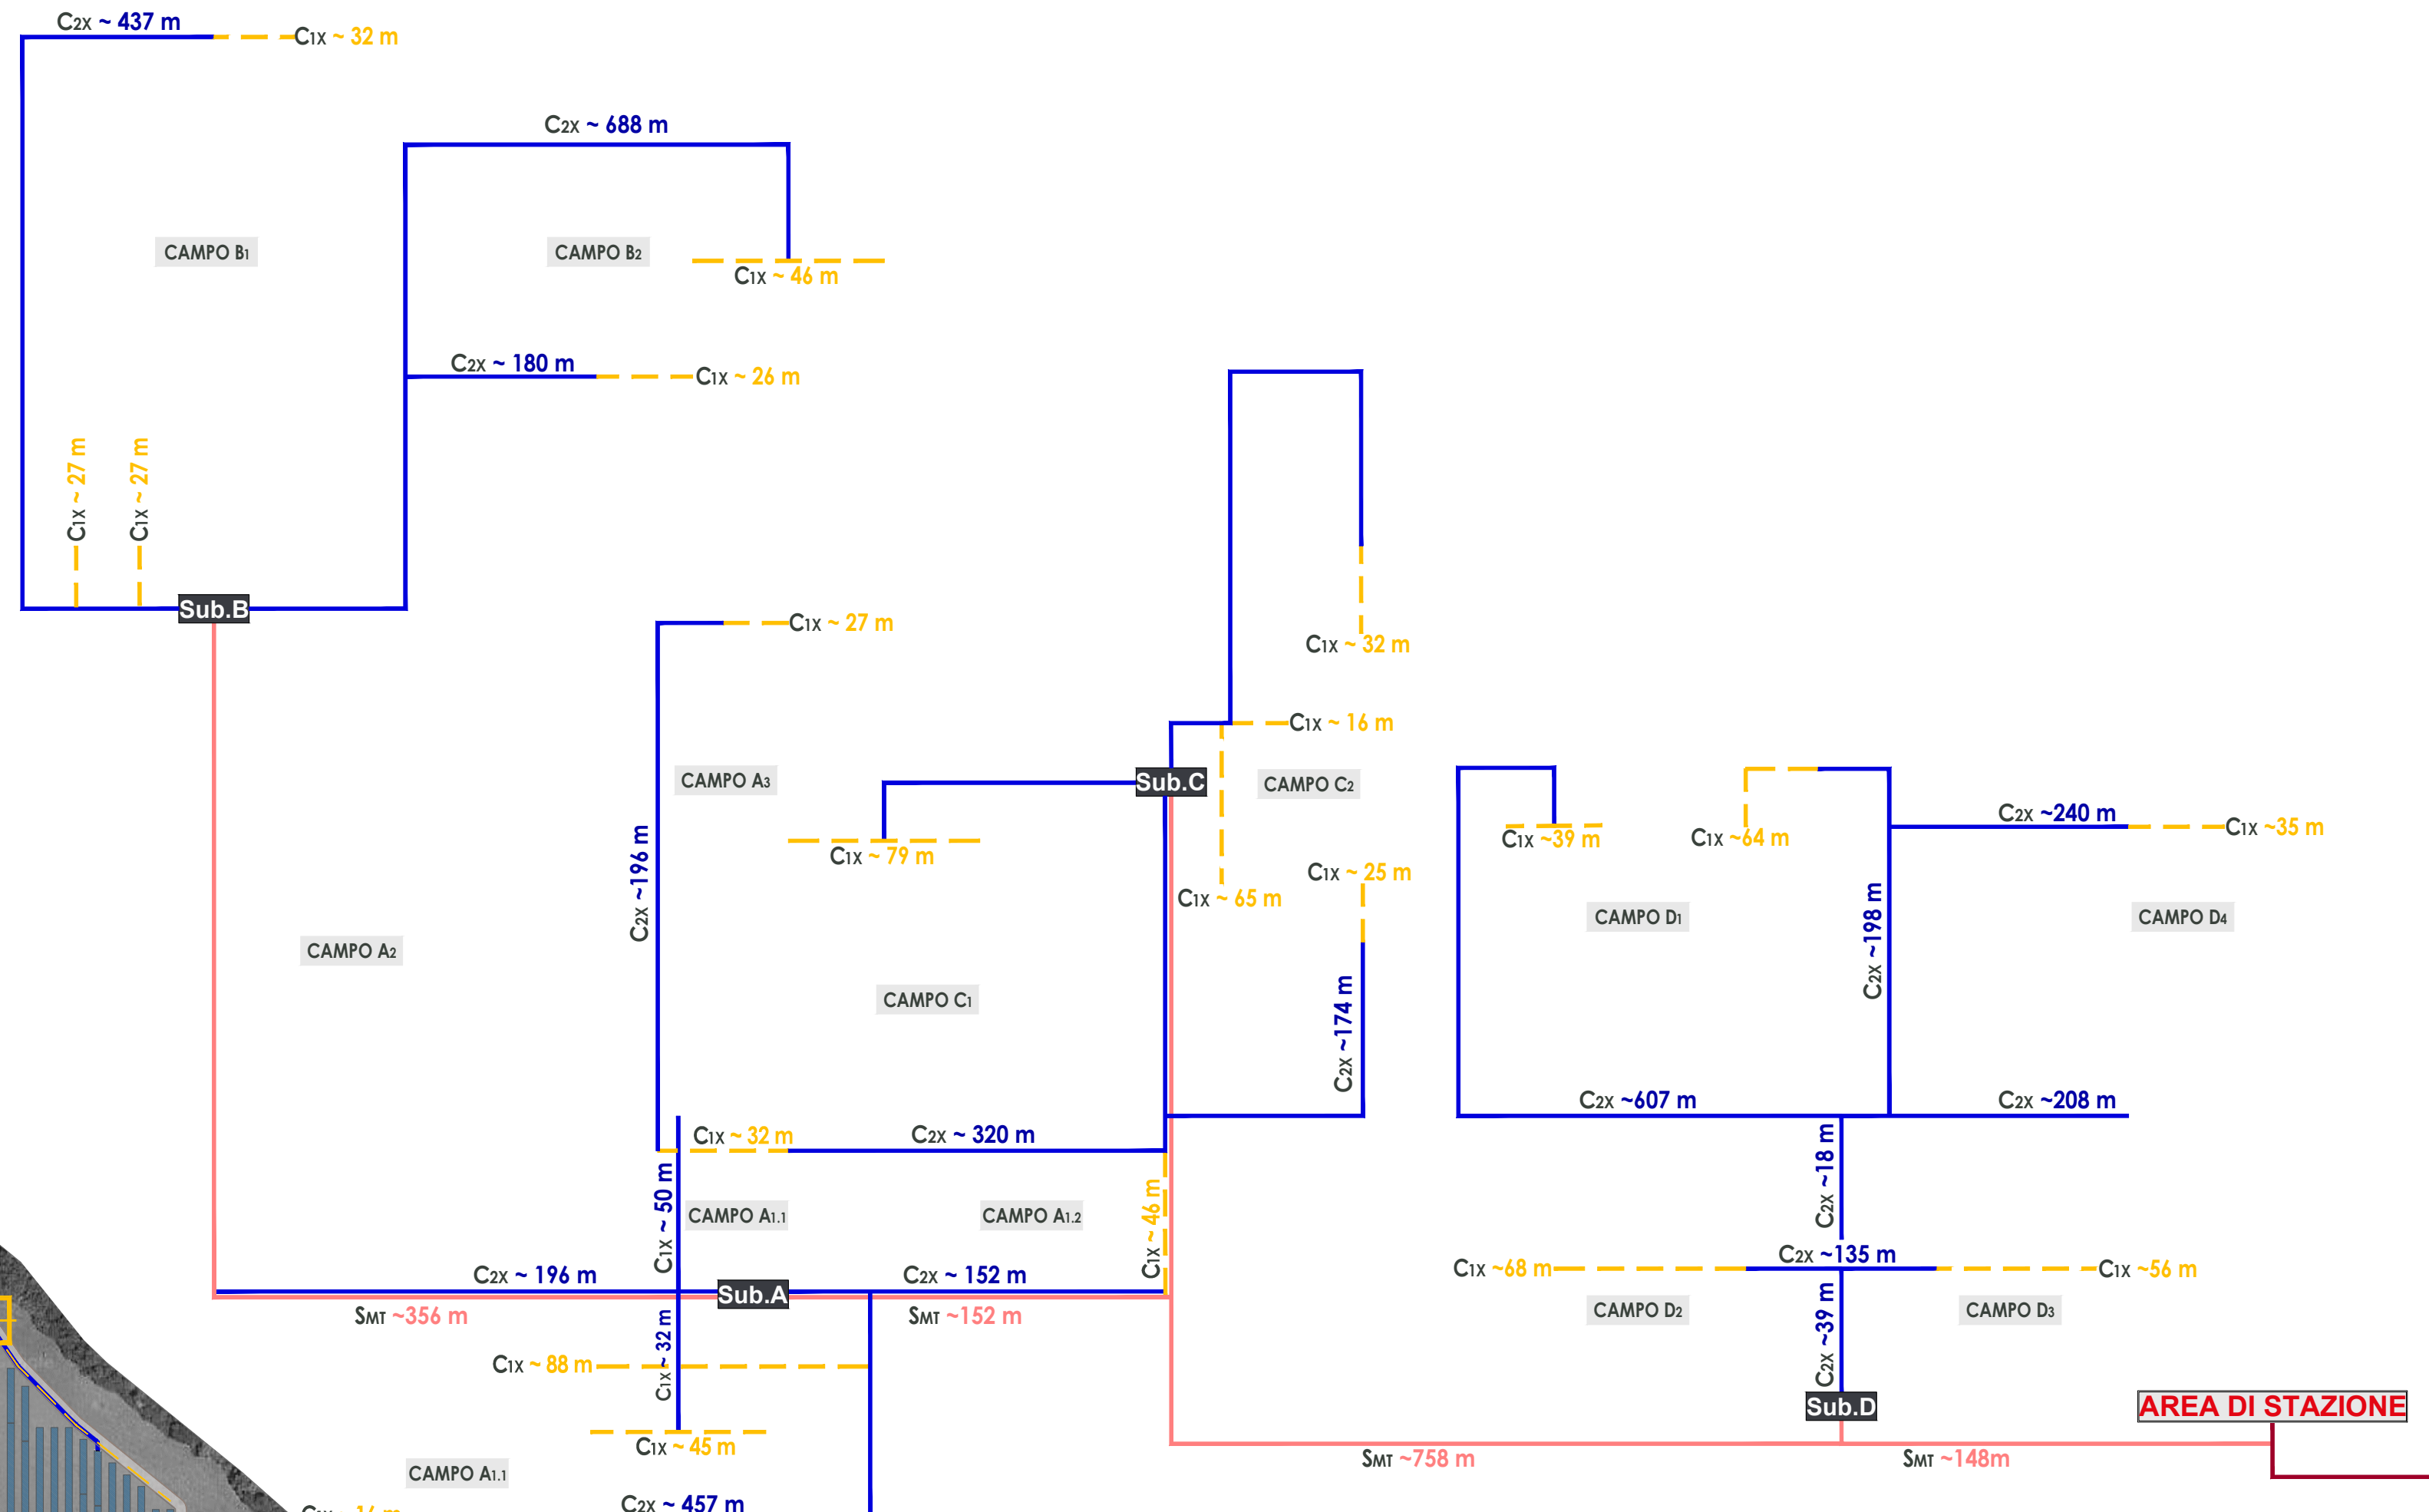 C2X ~ 437 m
C1X ~ 32 m
C2X ~ 688 m
CAMPO B1
CAMPO B2
C1X ~ 46 m
C2X ~ 180 m
C1X ~ 26 m
C1X ~ 27 m
C1X ~ 27 m
Sub.B
C1X ~ 27 m
C1X ~ 32 m
C1X ~ 16 m
CAMPO A3
Sub.C
CAMPO C2
C2X ~240 m
C1X ~35 m
C1X ~39 m
C1X ~64 m
C1X ~ 79 m
C2X ~196 m
C1X ~ 25 m
C1X ~ 65 m
CAMPO D1
C2X ~198 m
CAMPO D4
CAMPO A2
CAMPO C1
C2X ~174 m
C2X ~607 m
C2X ~208 m
C1X ~ 32 m
C2X ~ 320 m
C2X ~18 m
C1X ~ 50 m
CAMPO A1.1
CAMPO A1.2
C1X ~ 46 m
C1X ~68 m
C2X ~135 m
C1X ~56 m
C2X ~ 196 m
Sub.A
C2X ~ 152 m
SMT ~356 m
SMT ~152 m
CAMPO D2
C2X ~39 m
CAMPO D3
C1X ~ 32 m
C1X ~ 88 m
Sub.D
AREA DI STAZIONE
C1X ~ 45 m
SMT ~758 m
SMT ~148m
CAMPO A1.1
C2X ~ 457 m